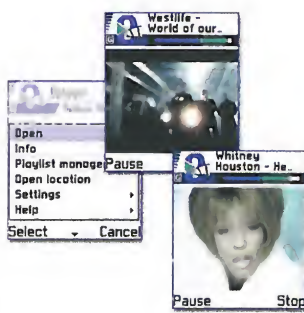 Westlife -
World of our..
Open
Info
Playlist manager
Open location
Settings
Help
Select
Cancel
Pause
Whitney
Houston - He..
Pause
Stop